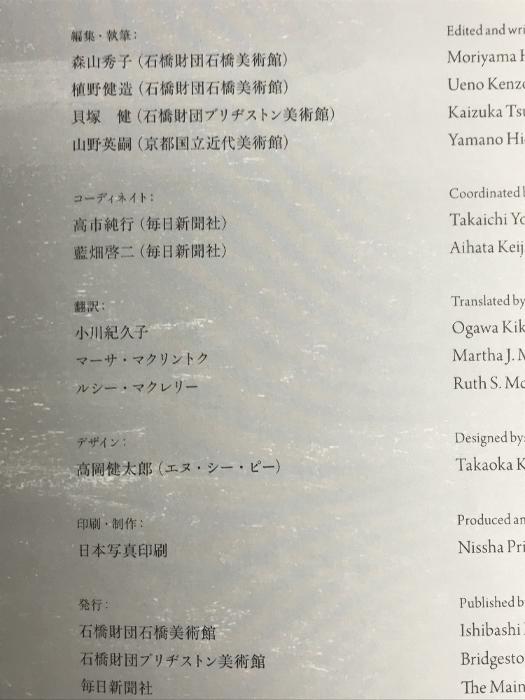 編集・執筆：
森山秀子（石橋財団石橋美術館）
植野健造（石橋財団石橋美術館）
貝塚　健（石橋財団ブリヂストン美術館）
山野英嗣（京都国立近代美術館）
コーディネイト：
高市純行（毎日新聞社）
藍畑啓二（毎日新聞社）
翻訳：
小川紀久子
マーサ・マクリントク
ルシー・マクレリー
デザイン：
高岡健太郎（エヌ・シー・ピー）
印刷・制作：
日本写真印刷
発行：
石橋財団石橋美術館
石橋財団ブリヂストン美術館
毎日新聞社
Edited and wri
Moriyama H
Ueno Kenzo
Kaizuka Tsu
Yamano Hi
Coordinated b
Takaichi Yo
Aihata Keij
Translated by
Ogawa Kik
Martha J. M
Ruth S. Mc
Designed by:
Takaoka K
Produced an
Nissha Pri
Published b
Ishibashi
Bridgesto
The Main